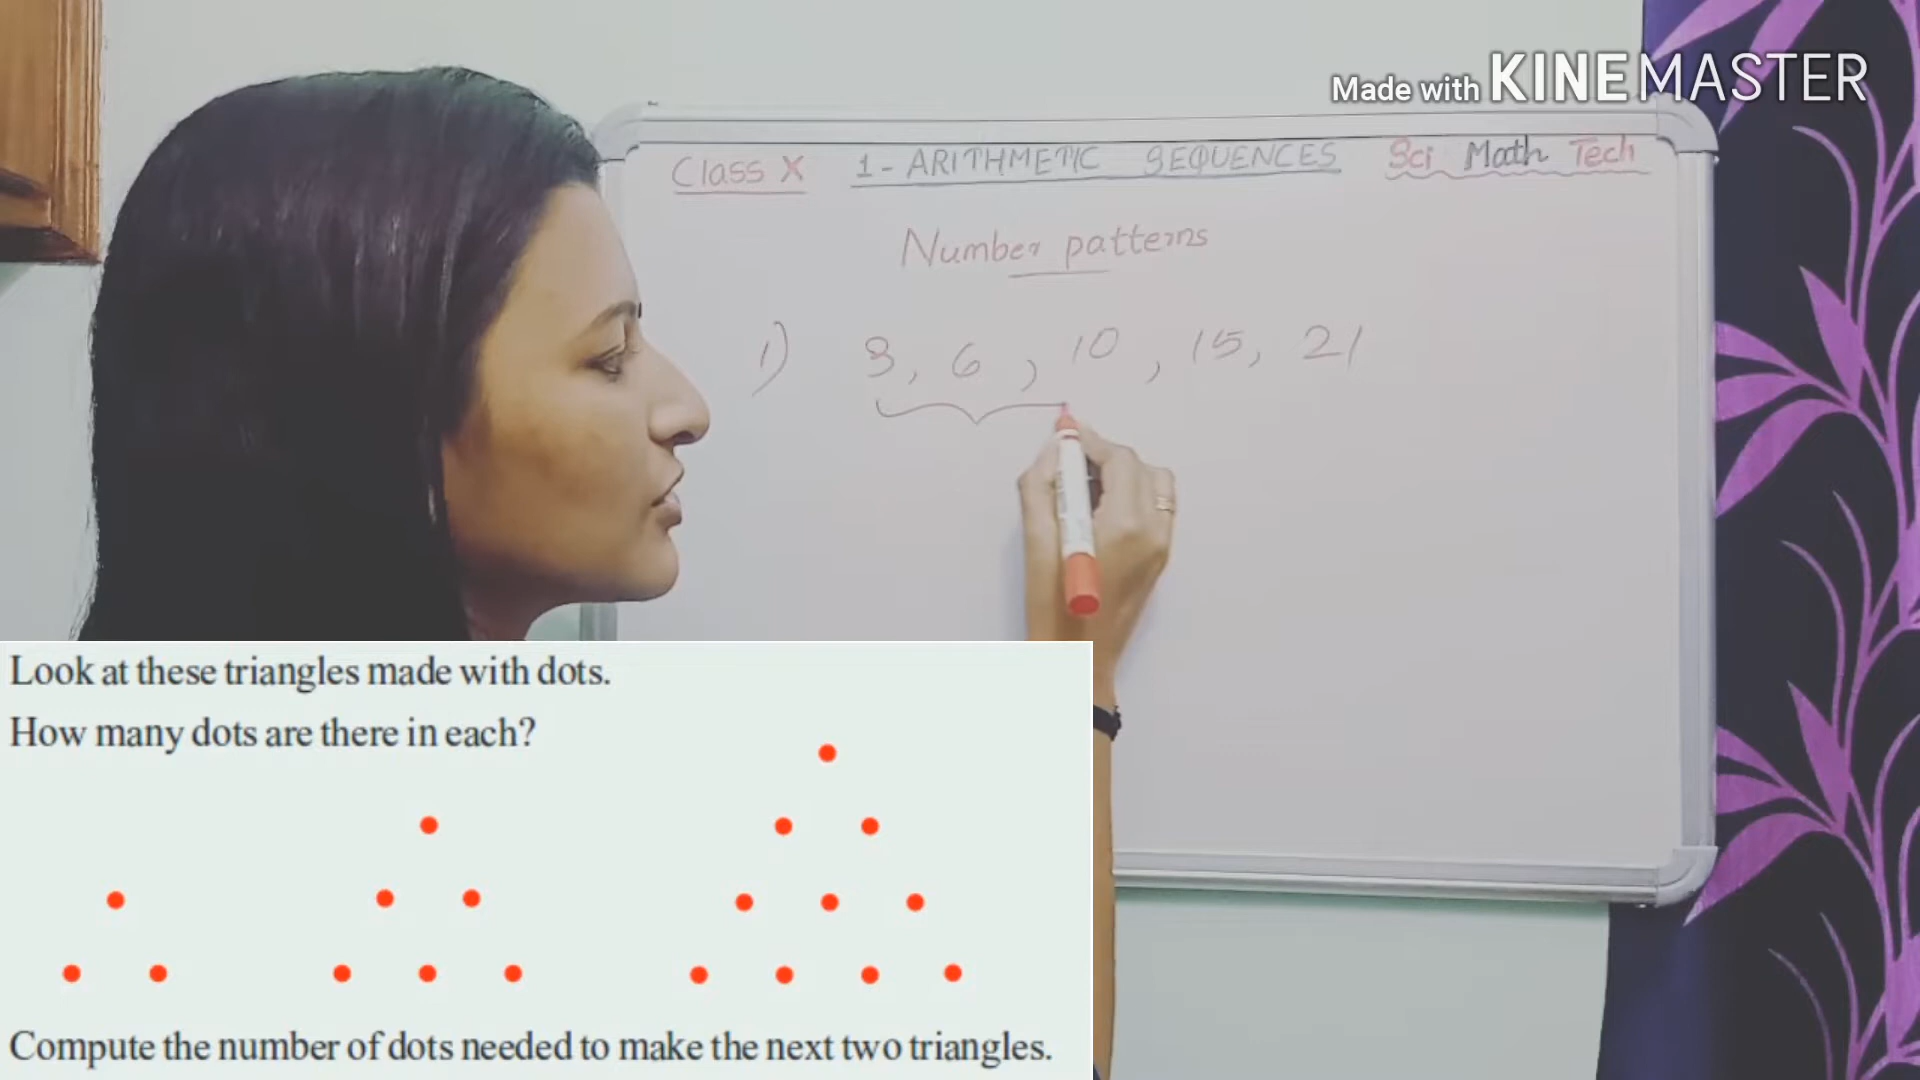 Made with KINEMASTER
Class X 1-ARITHMETIC SEQUENCES Sci Math Tech
Number patterns
1) 3, 6, 10, 15, 21
Look at these triangles made with dots.
How many dots are there in each?
Compute the number of dots needed to make the next two triangles.